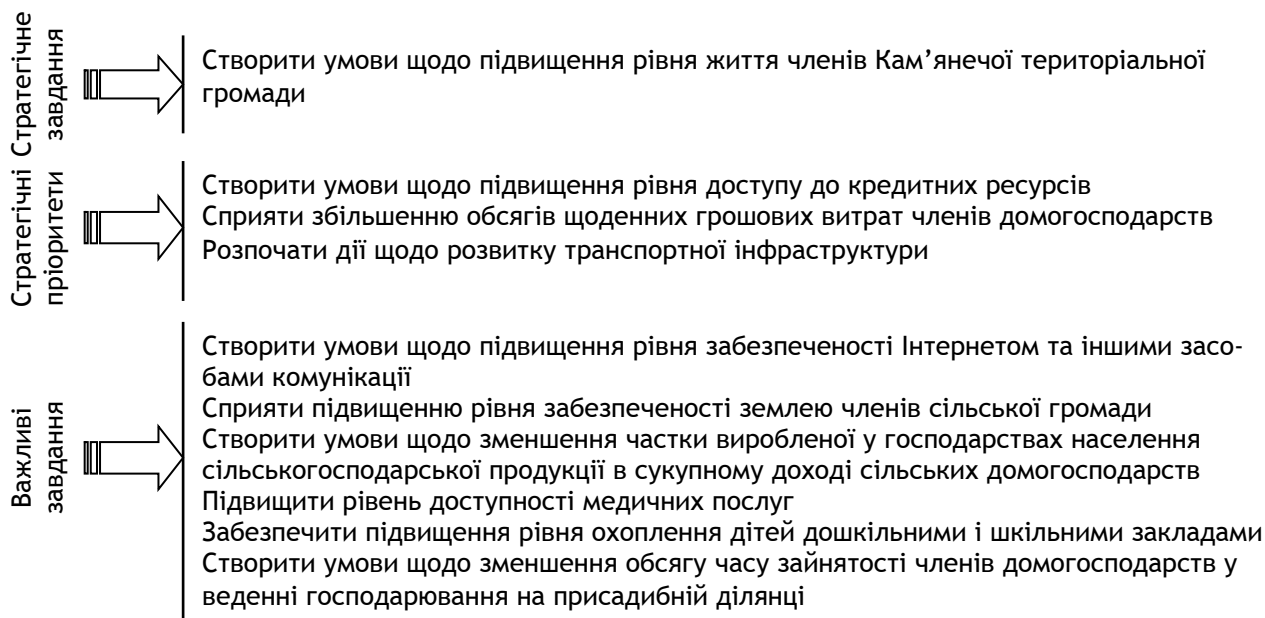 Стратегічне
завдання
Створити умови щодо підвищення рівня життя членів Кам’янечої територіальної
громади
Стратегічні
пріоритети
Створити умови щодо підвищення рівня доступу до кредитних ресурсів
Сприяти збільшенню обсягів щоденних грошових витрат членів домогосподарств
Розпочати дії щодо розвитку транспортної інфраструктури
Важливі
завдання
Створити умови щодо підвищення рівня забезпеченості Інтернетом та іншими засо-
бами комунікації
Сприяти підвищенню рівня забезпеченості землею членів сільської громади
Створити умови щодо зменшення частки виробленої у господарствах населення
сільськогосподарської продукції в сукупному доході сільських домогосподарств
Підвищити рівень доступності медичних послуг
Забезпечити підвищення рівня охоплення дітей дошкільними і шкільними закладами
Створити умови щодо зменшення обсягу часу зайнятості членів домогосподарств у
веденні господарювання на присадибній ділянці